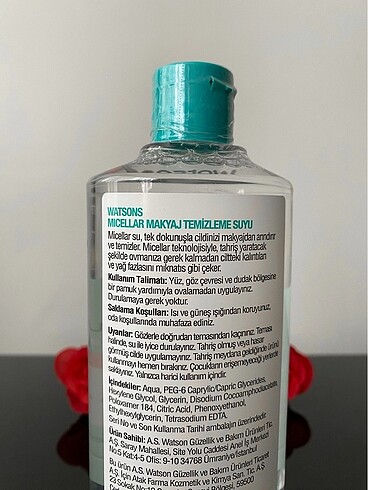 WATSONS
MICELLAR MAKYAJ TEMİZLEME SUYU
Micellar su, tek dokunuşla cildinizi makyajdan arındırır
ve temizler. Micellar teknolojisiyle, tahriş yaratacak
şekilde ovmanıza gerek kalmadan ciltteki kalıntıları
ve yağ fazlasını mıknatıs gibi çeker.
Kullanım Talimatı: Yüz, göz çevresi ve dudak bölgesine
bir pamuk yardımıyla ovalamadan uygulayınız.
Durulamaya gerek yoktur.
Saklama Koşulları: Isı ve güneş ışığından koruyunuz,
oda koşullarında muhafaza ediniz.
Uyarılar: Gözlerle doğrudan temasından kaçınınız. Temas
halinde, su ile iyice durulayınız. Tahriş olmuş veya hasar
görmüş cilde uygulamayınız. Tahriş meydana geldiğinde ürünü
kullanmayı hemen bırakınız. Çocukların erişemeyeceği yerlerde
saklayınız. Yalnızca harici kullanım içindir.
İçindekiler: Aqua, PEG-6 Caprylic/Capric Glycerides,
Hexylene Glycol, Glycerin, Disodium Cocoamphodiacetate,
Poloxamer 184, Citric Acid, Phenoxyethanol,
Ethylhexylglycerin, Tetrasodium EDTA.
Seri No ve Son Kullanma Tarihi ambalajın üzerindedir.
Ürün Sahibi: A.S. Watson Güzellik ve Bakım Ürünleri Tic.
A.Ş. Saray Mahallesi, Site Yolu Caddesi Anel İş Merkezi
No:5 Kat:4-5 Ofis: 9-10 34768 Ümraniye/İstanbul
Bu ürün A.S. Watson Güzellik ve Bakım Ürünleri Ticaret
A.Ş. İçin Atak Farma Kozmetik ve Kimya San. Tic. A.Ş
23 Sokak No:10 Bölgesi, 59500